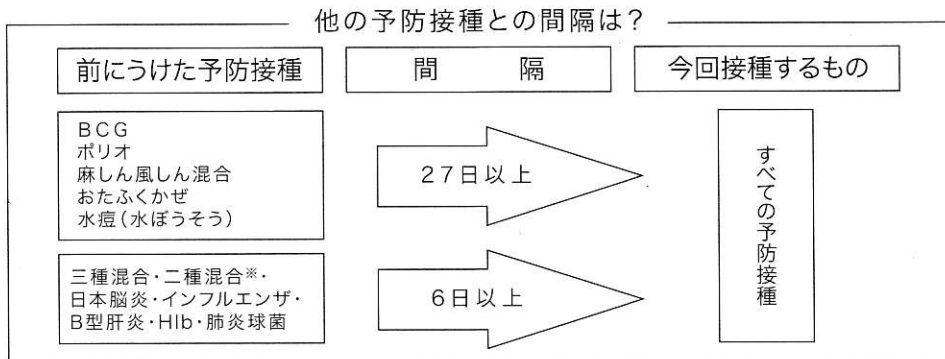 他の予防接種との間隔は?
前にうけた予防接種
間 隔
今回接種するもの
BCG
ポリオ
麻しん風しん混合
おたふくかぜ
水痘(水ぼうそう)
27日以上
すべての予防接種
三種混合・二種混合※・
日本脳炎・インフルエンザ・
B型肝炎・HIb・肺炎球菌
6日以上